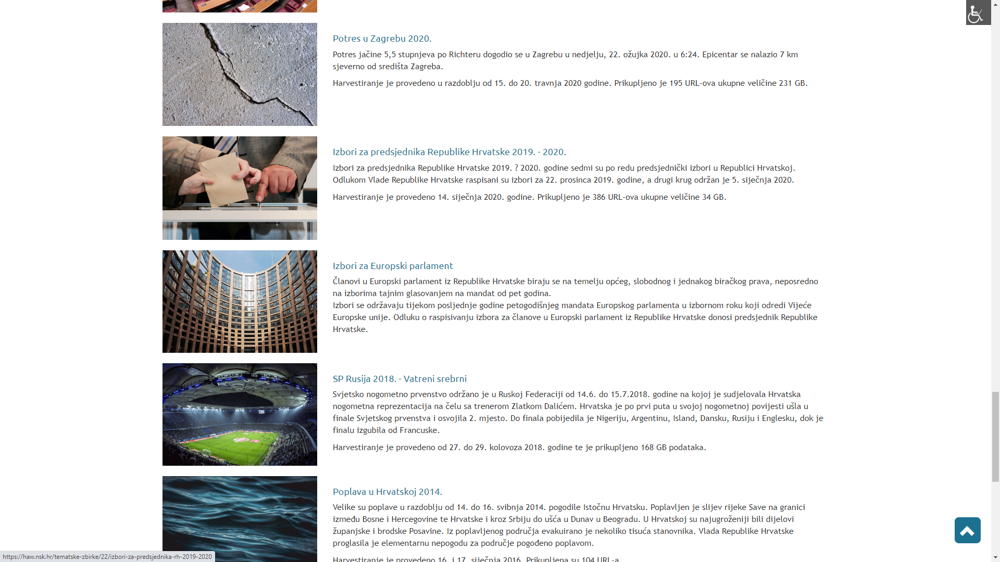 Potres u Zagrebu 2020.
Potres jačine 5,5 stupnjeva po Richteru dogodio se u Zagrebu u nedjelju, 22. ožujka 2020. u 6:24. Epicentar se nalazio 7 km
sjeverno od središta Zagreba.
Harvestiranje je provedeno u razdoblju od 15. do 20. travnja 2020 godine. Prikupljeno je 195 URL-ova ukupne veličine 231 GB.
Izbori za predsjednika Republike Hrvatske 2019. - 2020.
Izbori za predsjednika Republike Hrvatske 2019. ? 2020. godine sedmi su po redu predsjednički izbori u Republici Hrvatskoj.
Odlukom Vlade Republike Hrvatske raspisani su izbori za 22. prosinca 2019. godine, a drugi krug održan je 5. siječnja 2020.
Harvestiranje je provedeno 14. siječnja 2020. godine. Prikupljeno je 386 URL-ova ukupne veličine 34 GB.
Izbori za Europski parlament
Članovi u Europski parlament iz Republike Hrvatske biraju se na temelju općeg, slobodnog i jednakog biračkog prava, neposredno
na izborima tajnim glasovanjem na mandat od pet godina.
Izbori se održavaju tijekom posljednje godine petogodišnjeg mandata Europskog parlamenta u izbornom roku koji odredi Vijeće
Europske unije. Odluku o raspisivanju izbora za članove u Europski parlament iz Republike Hrvatske donosi predsjednik Republike
Hrvatske.
SP Rusija 2018. - Vatreni srebrni
Svjetsko nogometno prvenstvo održano je u Ruskoj Federaciji od 14.6. do 15.7.2018. godine na kojoj je sudjelovala Hrvatska
nogometna reprezentacija na čelu sa trenerom Zlatkom Dalićem. Hrvatska je po prvi puta u svojoj nogometnoj povijesti ušla u
finale Svjetskog prvenstva i osvojila 2. mjesto. Do finala pobijedila je Nigeriju, Argentinu, Island, Dansku, Rusiju i Englesku, dok je
finalu izgubila od Francuske.
Harvestiranje je provedeno od 27. do 29. kolovoza 2018. godine te je prikupljeno 168 GB podataka.
Poplava u Hrvatskoj 2014.
Velike su poplave u razdoblju od 14. do 16. svibnja 2014. pogodile Istočnu Hrvatsku. Poplavljen je slijev rijeke Save na granici
između Bosne i Hercegovine te Hrvatske i kroz Srbiju do ušća u Dunav u Beogradu. U Hrvatskoj su najugroženiji bili dijelovi
županjske i brodske Posavine. Iz poplavljenog područja evakuirano je nekoliko tisuća stanovnika. Vlada Republike Hrvatske
proglasila je elementarnu nepogodu za područje pogođeno poplavom.
Harvestiranje je provedeno 16. i 17. siječnja 2016. Prikupljena su 104 URL-a
https://haw.nsk.hr/tematske-zbirke/22/izbori-za-predsjednika-rh-2019-2020